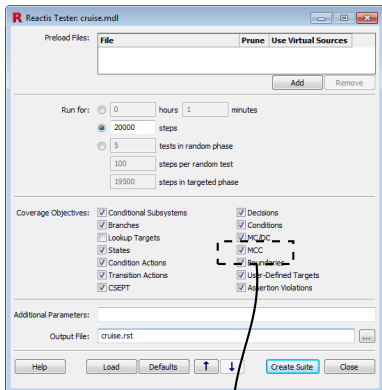 R Reactis Tester: cruise.mdl
Preload Files: File Prune Use Virtual Sources
Add Remove
Run for: 0 hours 1 minutes
20000 steps
5 tests in random phase
100 steps per random test
19500 steps in targeted phase
Coverage Objectives: Conditional Subsystems Decisions
Branches Conditions
Lookup Targets MC/DC
States MCC
Condition Actions Boundaries
Transition Actions User-Defined Targets
CSEPT Assertion Violations
Additional Parameters:
Output File: cruise.rst ...
Help Load Defaults ↑ ↓ Create Suite Close